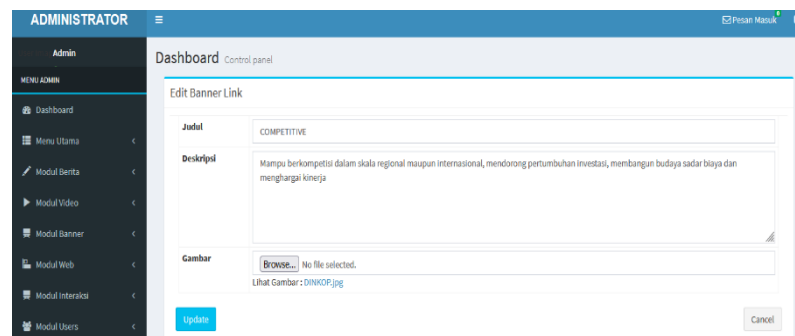 ADMINISTRATOR
Pesan Masuk
Admin
MENU ADMIN
Dashboard
Menu Utama
Modul Berita
Modul Video
Modul Banner
Modul Web
Modul Interaksi
Modul Users
Dashboard Control panel
Edit Banner Link
Judul
COMPETITIVE
Deskripsi
Mampu berkompetisi dalam skala regional maupun internasional, mendorong pertumbuhan investasi, membangun budaya sadar biaya dan
menghargai kinerja
Gambar
Browse... No file selected.
Lihat Gambar : DINKOP.jpg
Update
Cancel